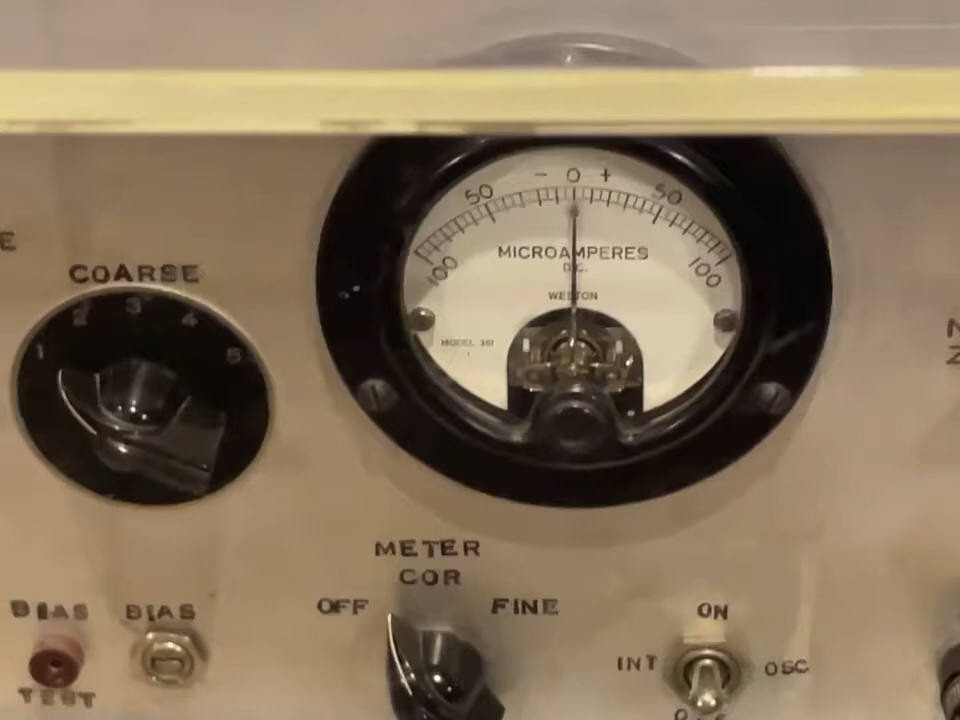 - 0 +
50 50
100 100
MICROAMPERES
D.C.
WESTON
MODEL 301
COARSE
1 2 3 4 5
METER
COR
OFF FINE
BIAS BIAS
TEST
ON
INT OSC